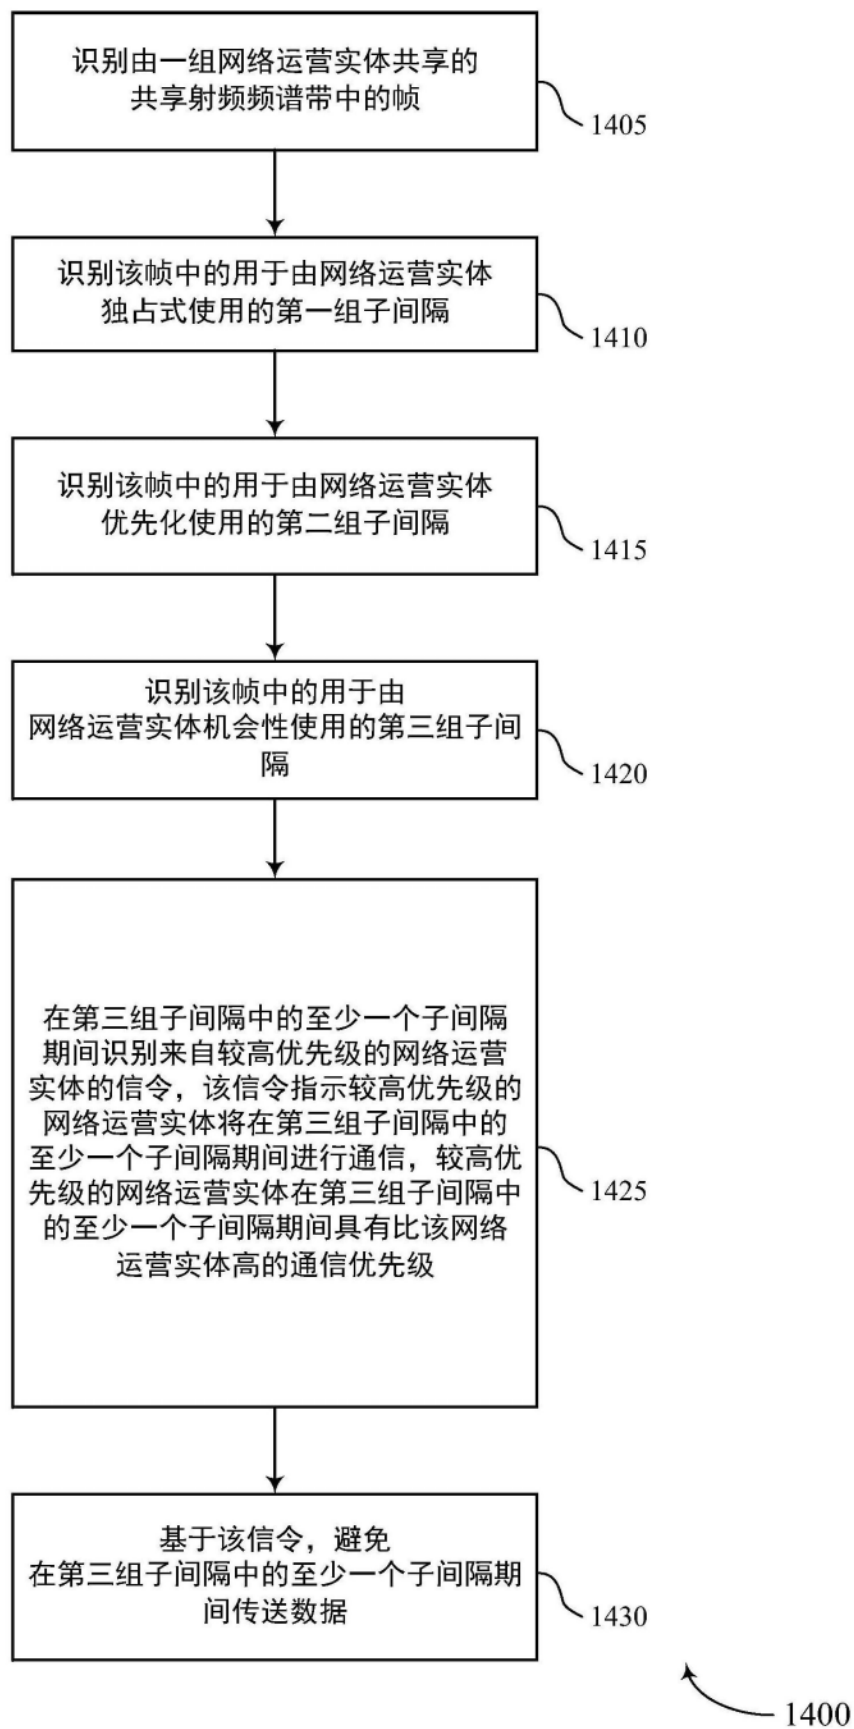 识别由一组网络运营实体共享的
共享射频频谱带中的帧
1405
识别该帧中的用于由网络运营实体
独占式使用的第一组子间隔
1410
识别该帧中的用于由网络运营实体
优先化使用的第二组子间隔
1415
识别该帧中的用于由
网络运营实体机会性使用的第三组子间
隔
1420
在第三组子间隔中的至少一个子间隔
期间识别来自较高优先级的网络运营
实体的信令，该信令指示较高优先级的
网络运营实体将在第三组子间隔中的
至少一个子间隔期间进行通信，较高优
先级的网络运营实体在第三组子间隔中
的至少一个子间隔期间具有比该网络
运营实体高的通信优先级
1425
基于该信令，避免
在第三组子间隔中的至少一个子间隔期
间传送数据
1430
1400